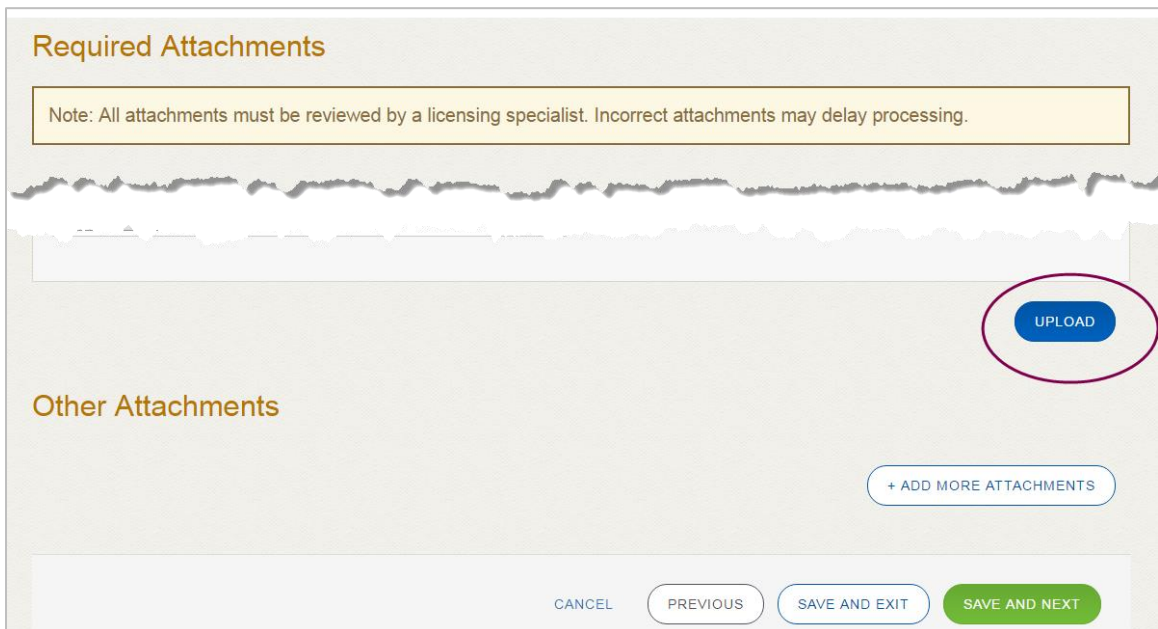 Required Attachments
Note: All attachments must be reviewed by a licensing specialist. Incorrect attachments may delay processing.
UPLOAD
Other Attachments
+ ADD MORE ATTACHMENTS
CANCEL PREVIOUS SAVE AND EXIT SAVE AND NEXT